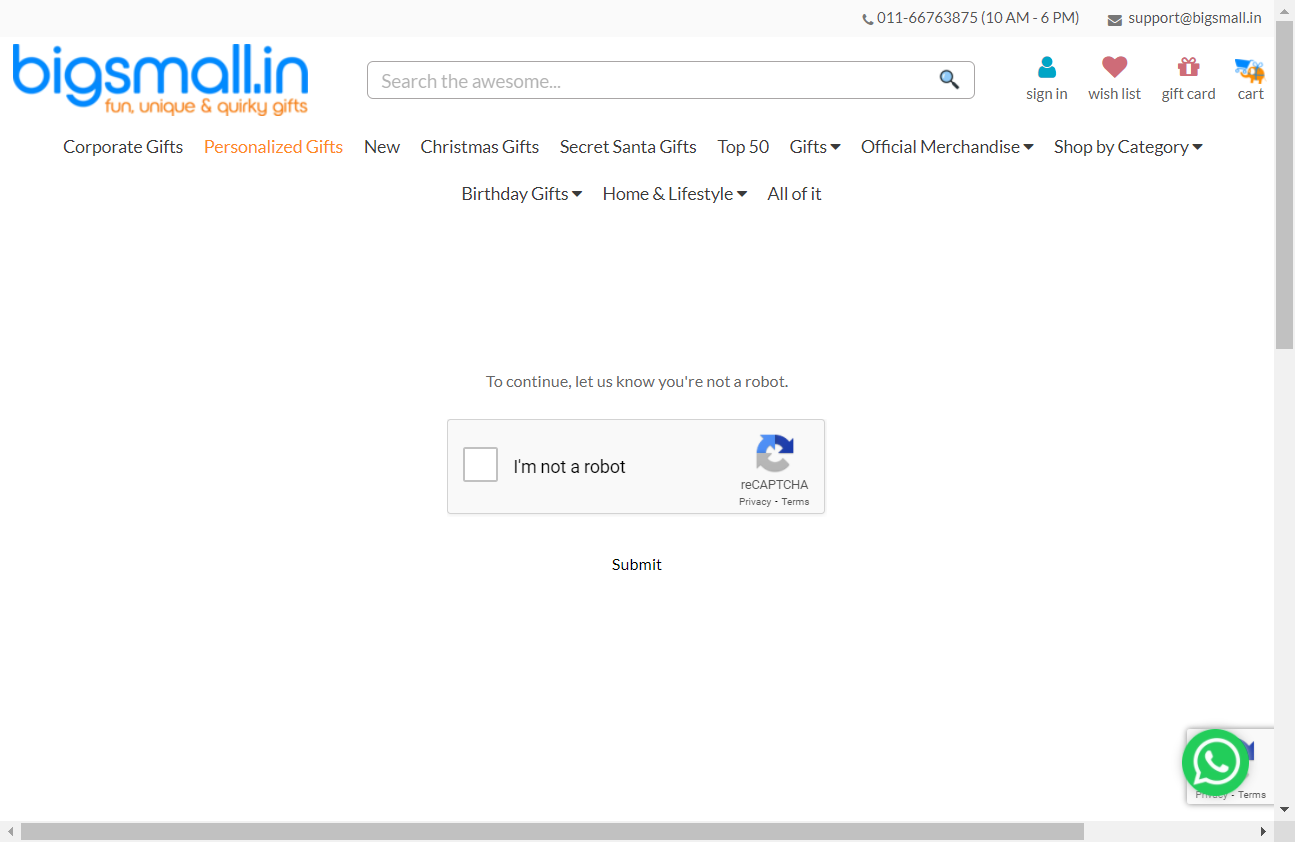 011-66763875 (10 AM - 6 PM) support@bigsmall.in
bigsmall.in
fun, unique & quirky gifts
Search the awesome...
sign in wish list gift card cart
Corporate Gifts Personalized Gifts New Christmas Gifts Secret Santa Gifts Top 50 Gifts Official Merchandise Shop by Category
Birthday Gifts Home & Lifestyle All of it
To continue, let us know you're not a robot.
I'm not a robot
reCAPTCHA
Privacy - Terms
Submit
Privacy - Terms